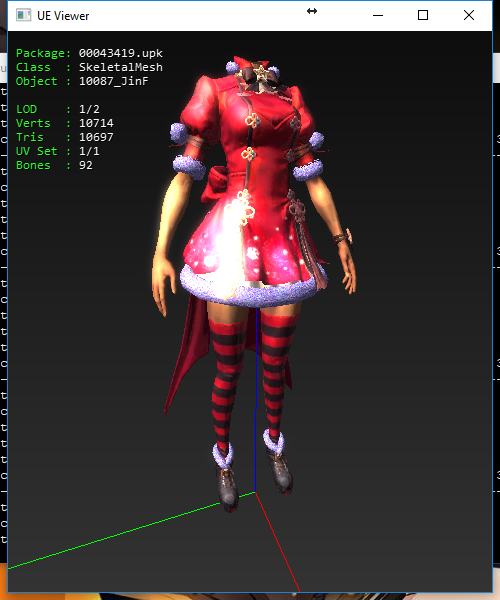 UE Viewer
Package: 00043419.upk
Class : SkeletalMesh
Object : 10087_JinF
LOD : 1/2
Verts : 10714
Tris : 10697
UV Set : 1/1
Bones : 92